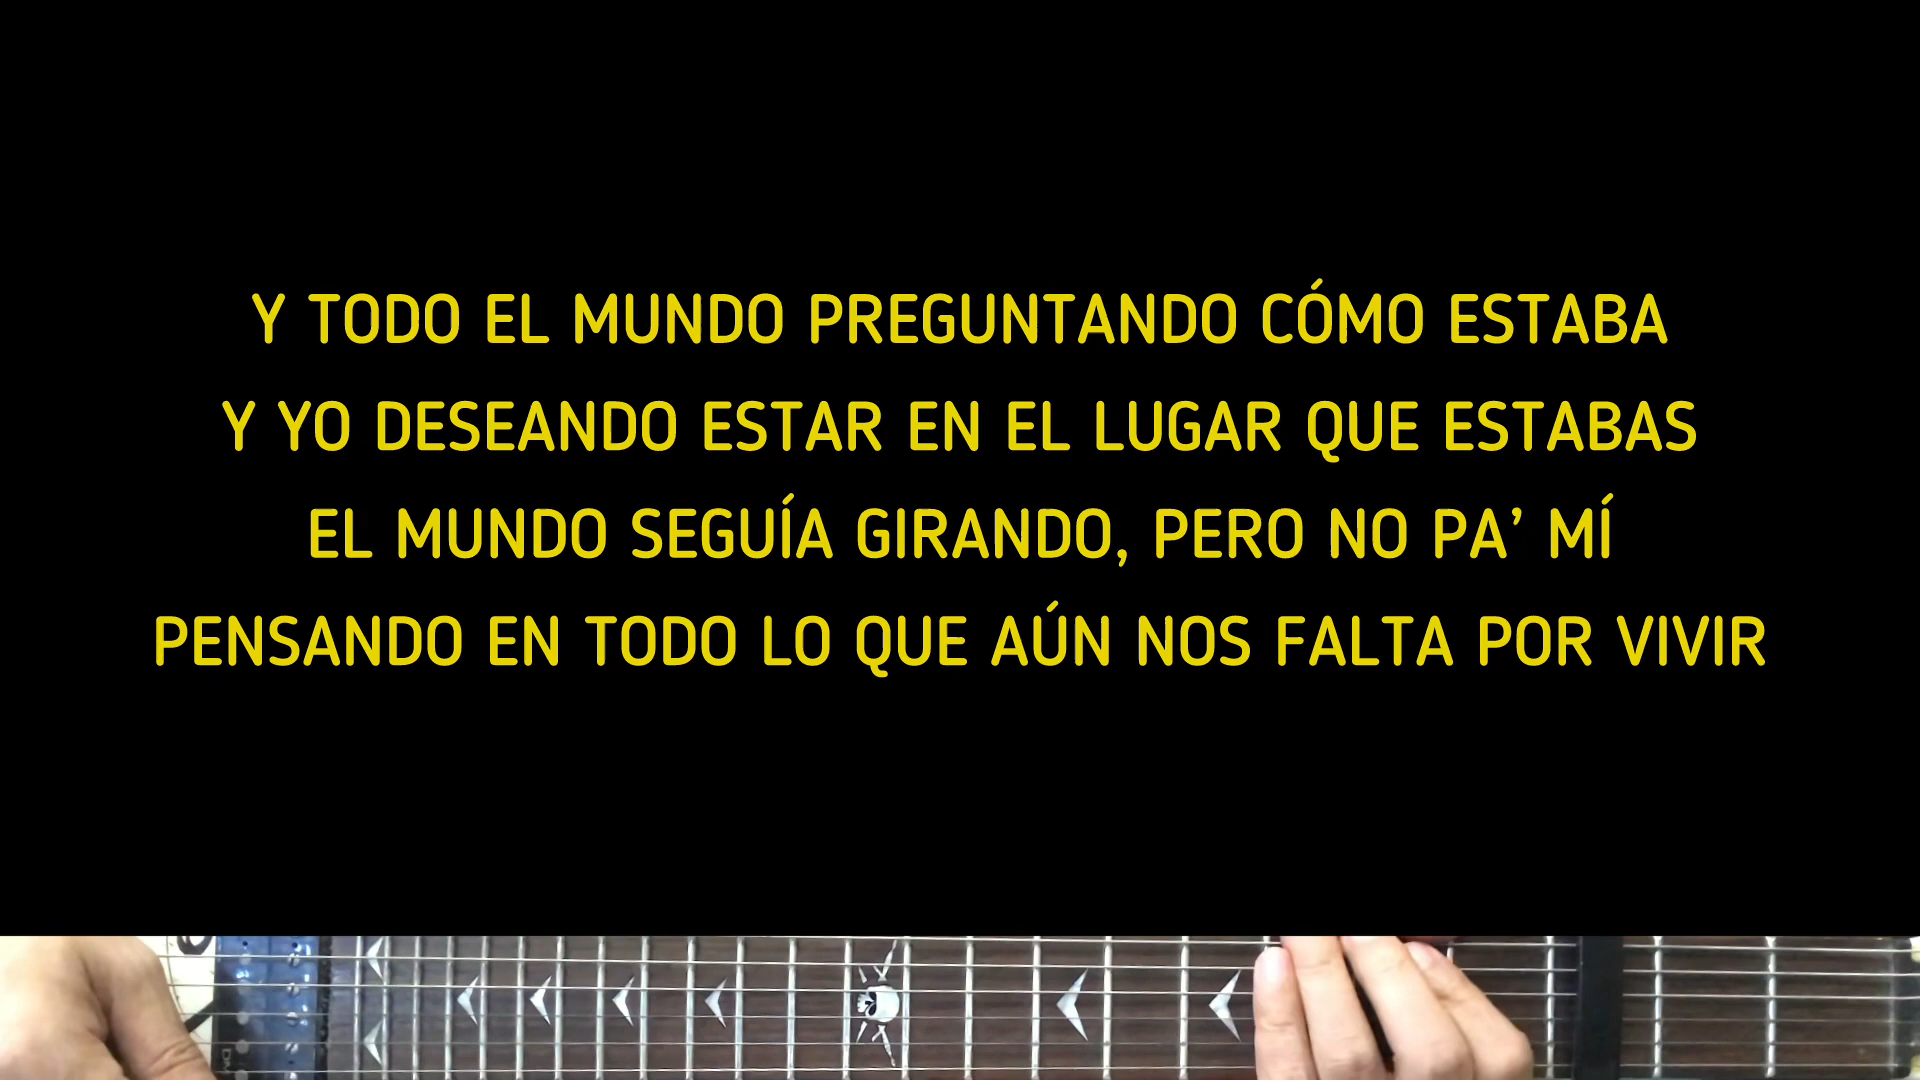 Y TODO EL MUNDO PREGUNTANDO CÓMO ESTABA
Y YO DESEANDO ESTAR EN EL LUGAR QUE ESTABAS
EL MUNDO SEGUÍA GIRANDO, PERO NO PA’ MÍ
PENSANDO EN TODO LO QUE AÚN NOS FALTA POR VIVIR